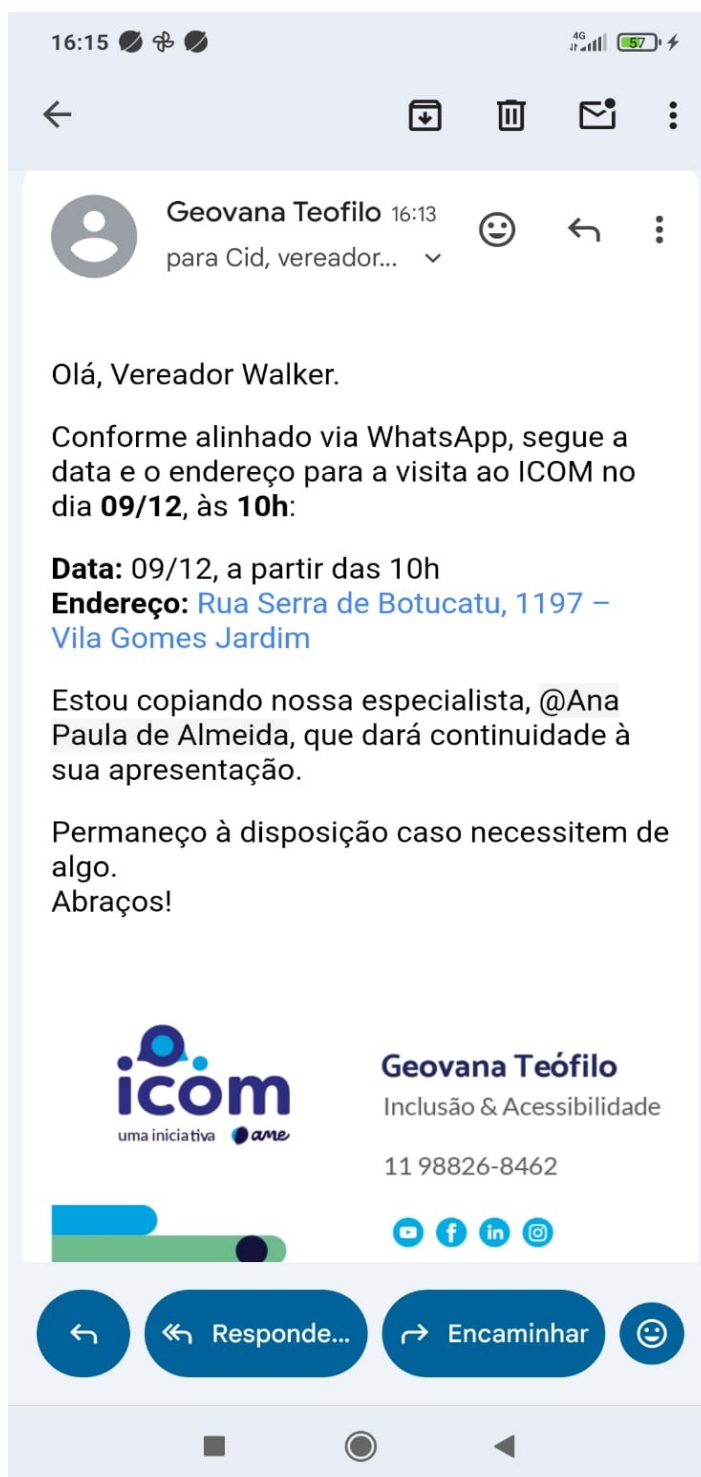 16:15
4G
57
Geovana Teofilo 16:13
para Cid, vereador...
Olá, Vereador Walker.
Conforme alinhado via WhatsApp, segue a
data e o endereço para a visita ao ICOM no
dia 09/12, às 10h:
Data: 09/12, a partir das 10h
Endereço: Rua Serra de Botucatu, 1197 –
Vila Gomes Jardim
Estou copiando nossa especialista, @Ana
Paula de Almeida, que dará continuidade à
sua apresentação.
Permaneço à disposição caso necessitem de
algo.
Abraços!
icom
uma iniciativa ame
Geovana Teófilo
Inclusão & Acessibilidade
11 98826-8462
Responde...
Encaminhar